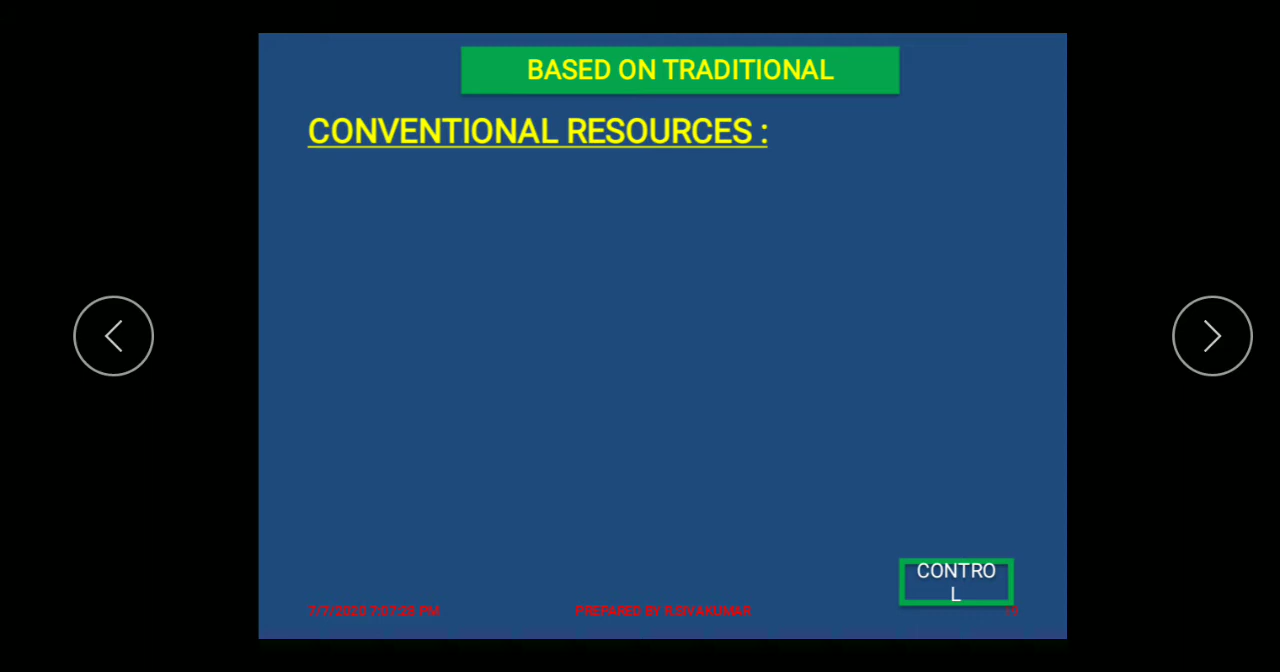 BASED ON TRADITIONAL
CONVENTIONAL RESOURCES :
CONTRO
L
7/7/2020 7:07:28 PM
PREPARED BY R.SIVAKUMAR